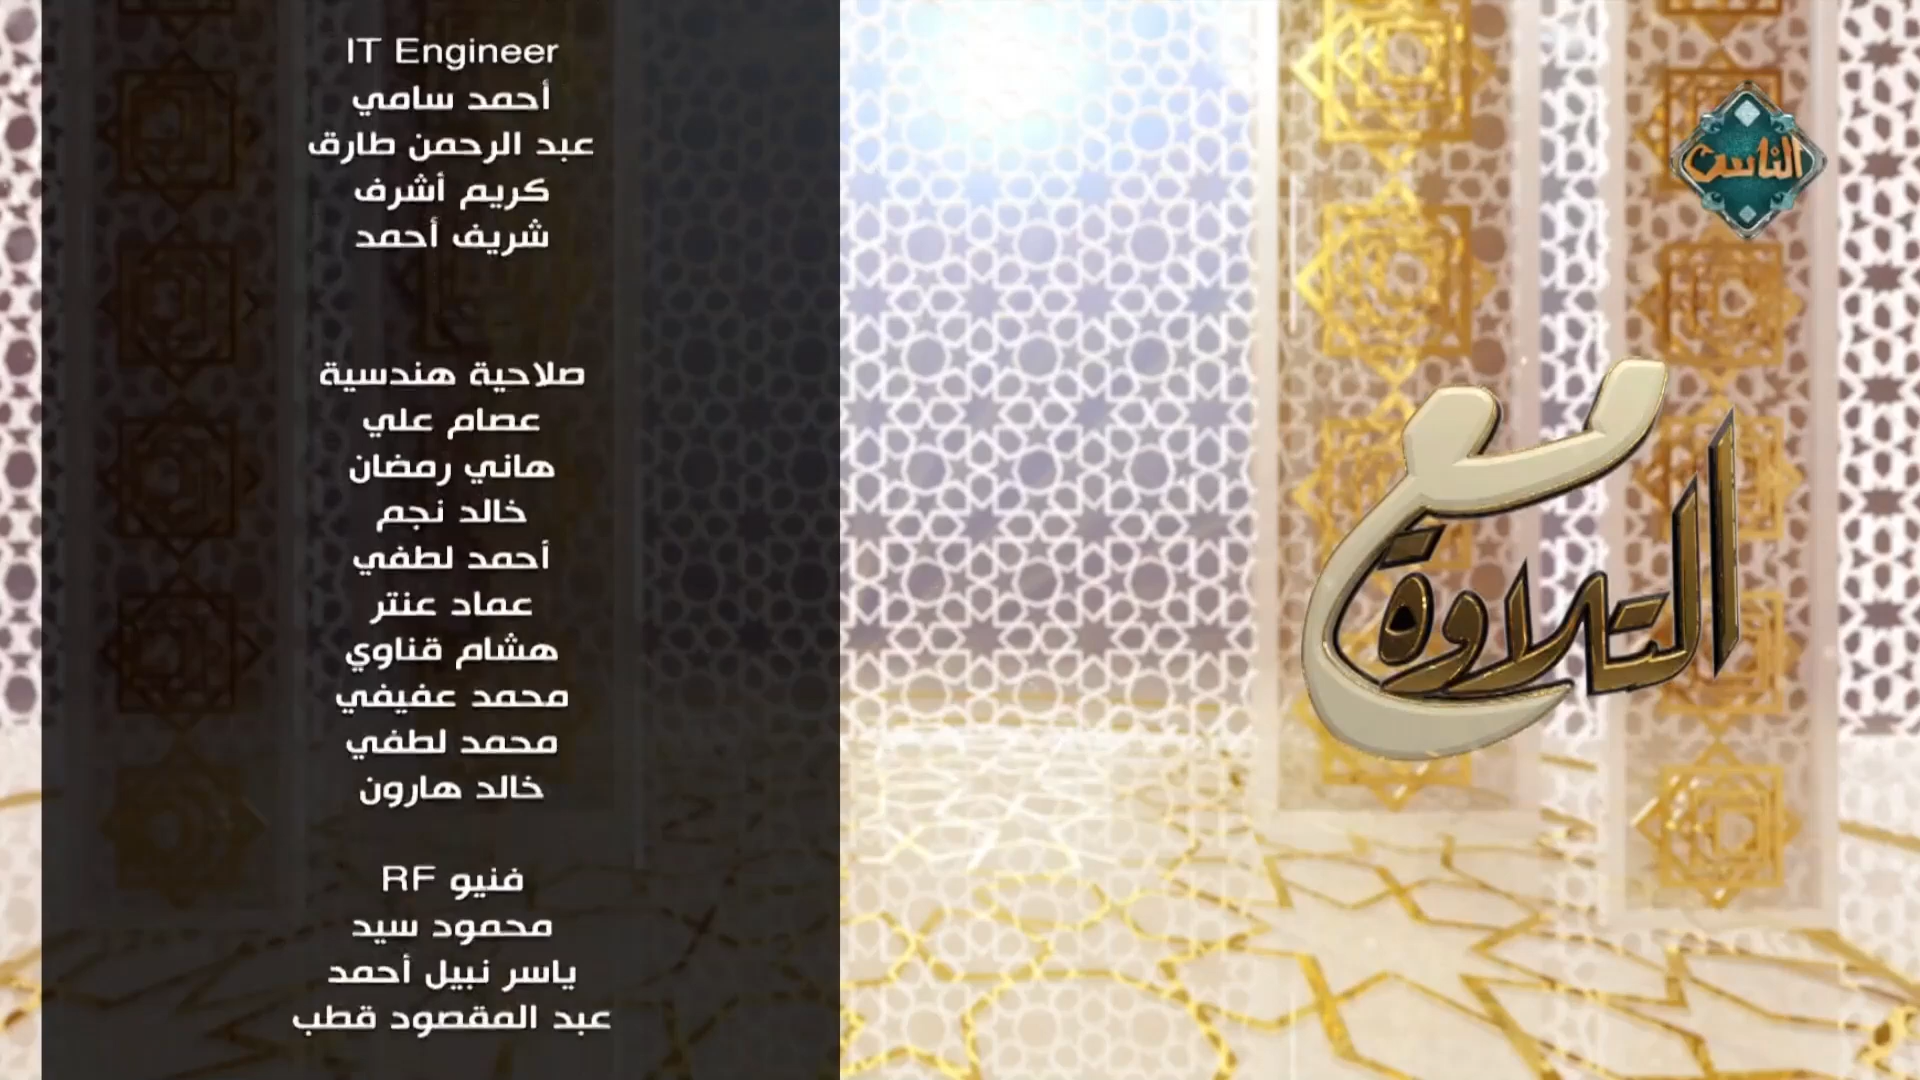 IT Engineer
أحمد سامي
عبد الرحمن طارق
كريم أشرف
شريف أحمد
صلاحية هندسية
عصام علي
هاني رمضان
خالد نجم
أحمد لطفي
عماد عنتر
هشام قناوي
محمد عفيفي
محمد لطفي
خالد هارون
فنيو RF
محمود سيد
ياسر نبيل أحمد
عبد المقصود قطب
الناس
مع
التلاوة